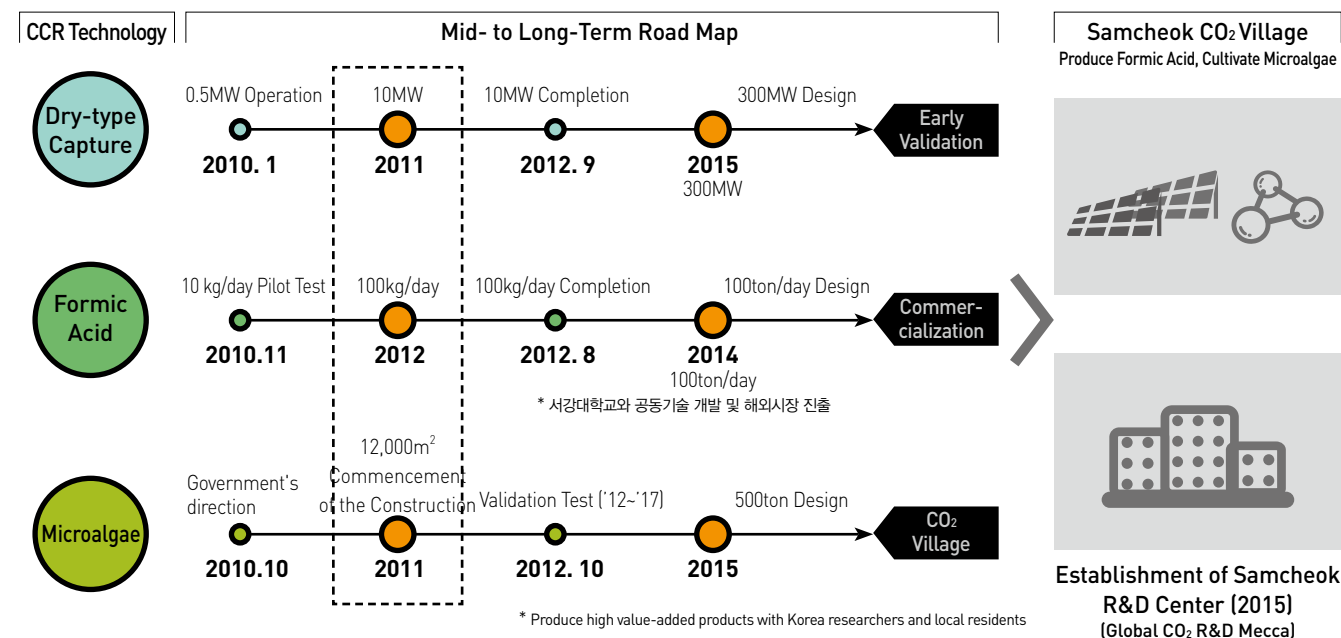 CCR Technology
Mid- to Long-Term Road Map
Samcheok CO₂ Village
Produce Formic Acid, Cultivate Microalgae
Dry-type
Capture
0.5MW Operation
10MW
10MW Completion
300MW Design
2010. 1
2011
2012. 9
2015
300MW
Early
Validation
Formic
Acid
10 kg/day Pilot Test
100kg/day
100kg/day Completion
100ton/day Design
2010.11
2012
2012. 8
2014
100ton/day
Commer-
cialization
* 서강대학교와 공동기술 개발 및 해외시장 진출
Microalgae
Government's
direction
12,000m²
Commencement
of the Construction
Validation Test ('12~'17)
500ton Design
2010.10
2011
2012. 10
2015
CO₂
Village
* Produce high value-added products with Korea researchers and local residents
Establishment of Samcheok
R&D Center (2015)
(Global CO₂ R&D Mecca)